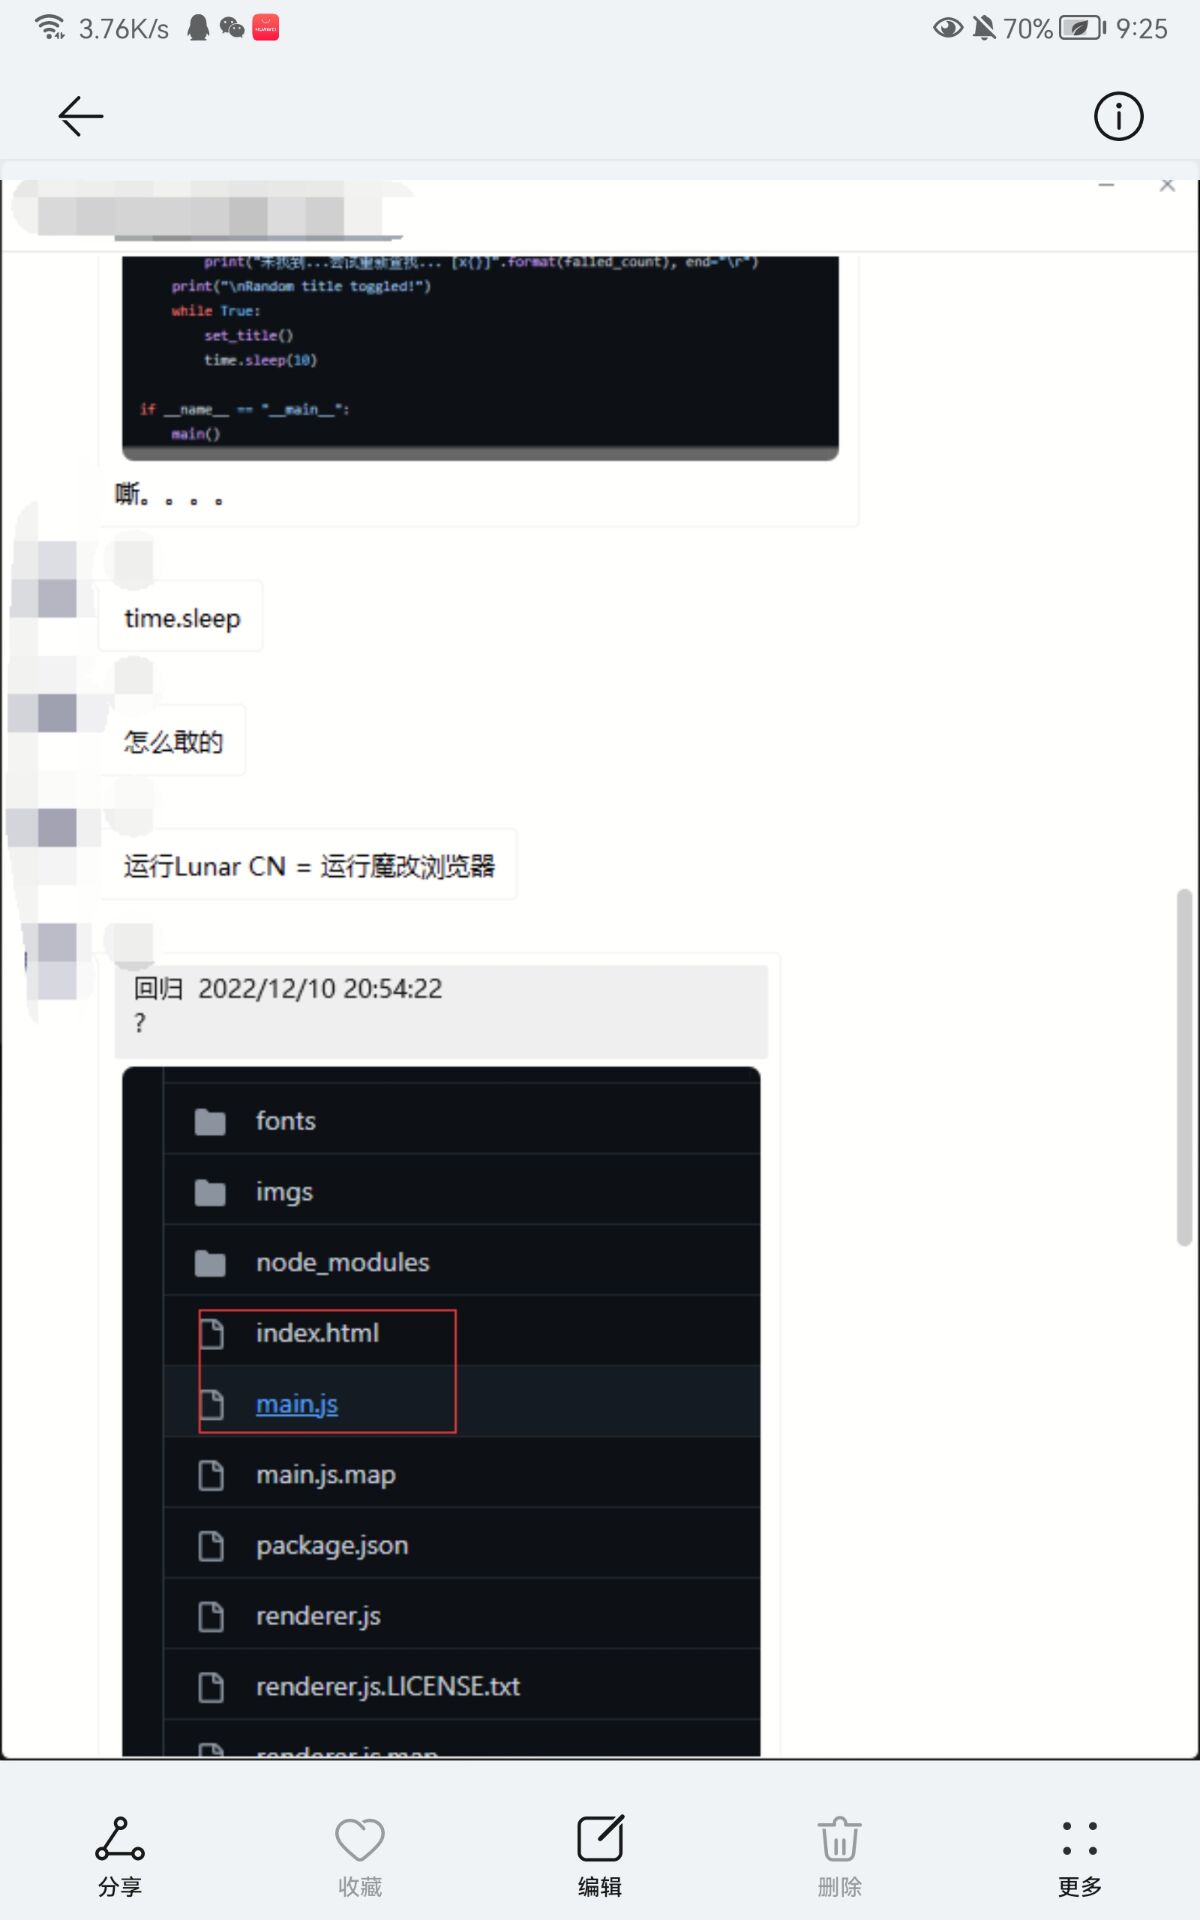 3.76K/s
HUAWEI
70%
9:25
print("未找到...尝试重新查找... [x{}]".format(failed_count), end="\r")
print("\nRandom title toggled!")
while True:
set_title()
time.sleep(10)
if __name__ == "__main__":
main()
嘶。。。。
time.sleep
怎么敢的
运行Lunar CN = 运行魔改浏览器
回归 2022/12/10 20:54:22
?
fonts
imgs
node_modules
index.html
main.js
main.js.map
package.json
renderer.js
renderer.js.LICENSE.txt
renderer.js.map
分享
收藏
编辑
删除
更多